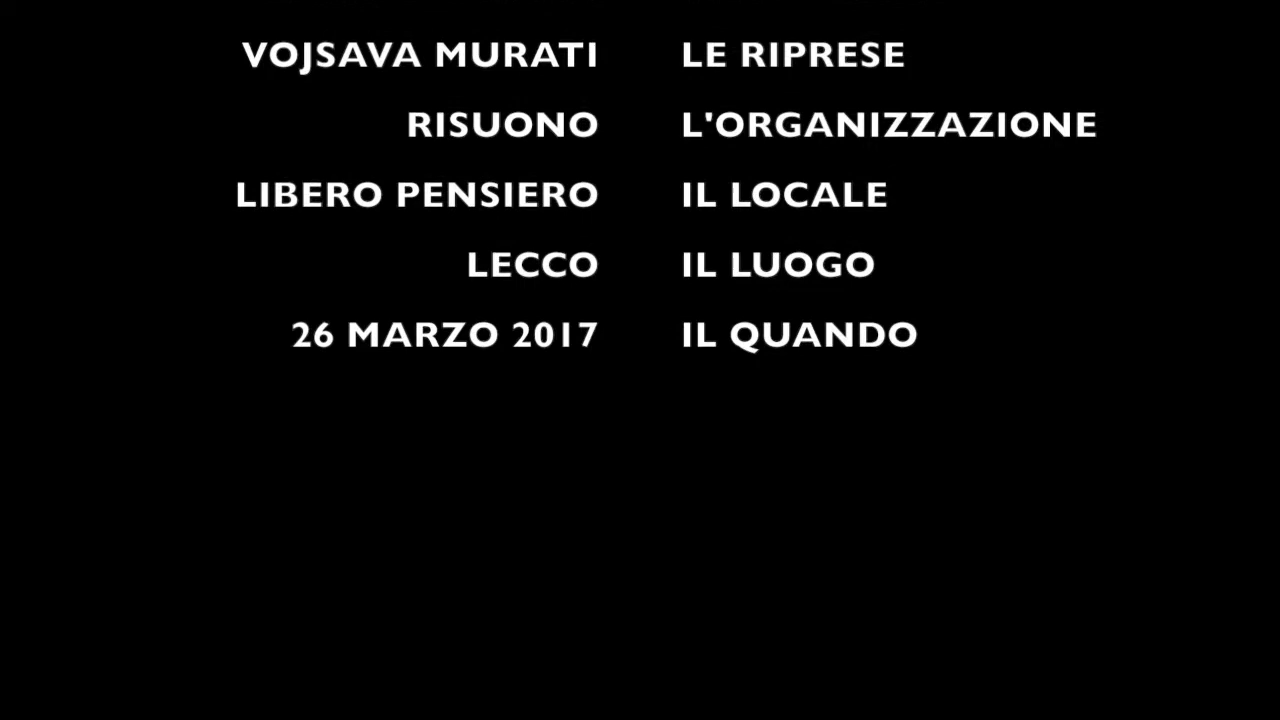 VOJSAVA MURATI LE RIPRESE
RISUONO L'ORGANIZZAZIONE
LIBERO PENSIERO IL LOCALE
LECCO IL LUOGO
26 MARZO 2017 IL QUANDO